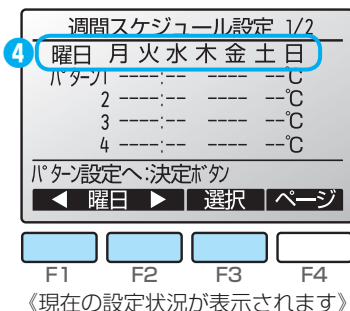 週間スケジュール設定 1/2
4 曜日 月 火 水 木 金 土 日
パターン1 ----:-- ---- --℃
2 ----:-- ---- --℃
3 ----:-- ---- --℃
4 ----:-- ---- --℃
パターン設定へ:決定ボタン
◀ 曜日 ▶ 選択 ページ
F1 F2 F3 F4
《現在の設定状況が表示されます》